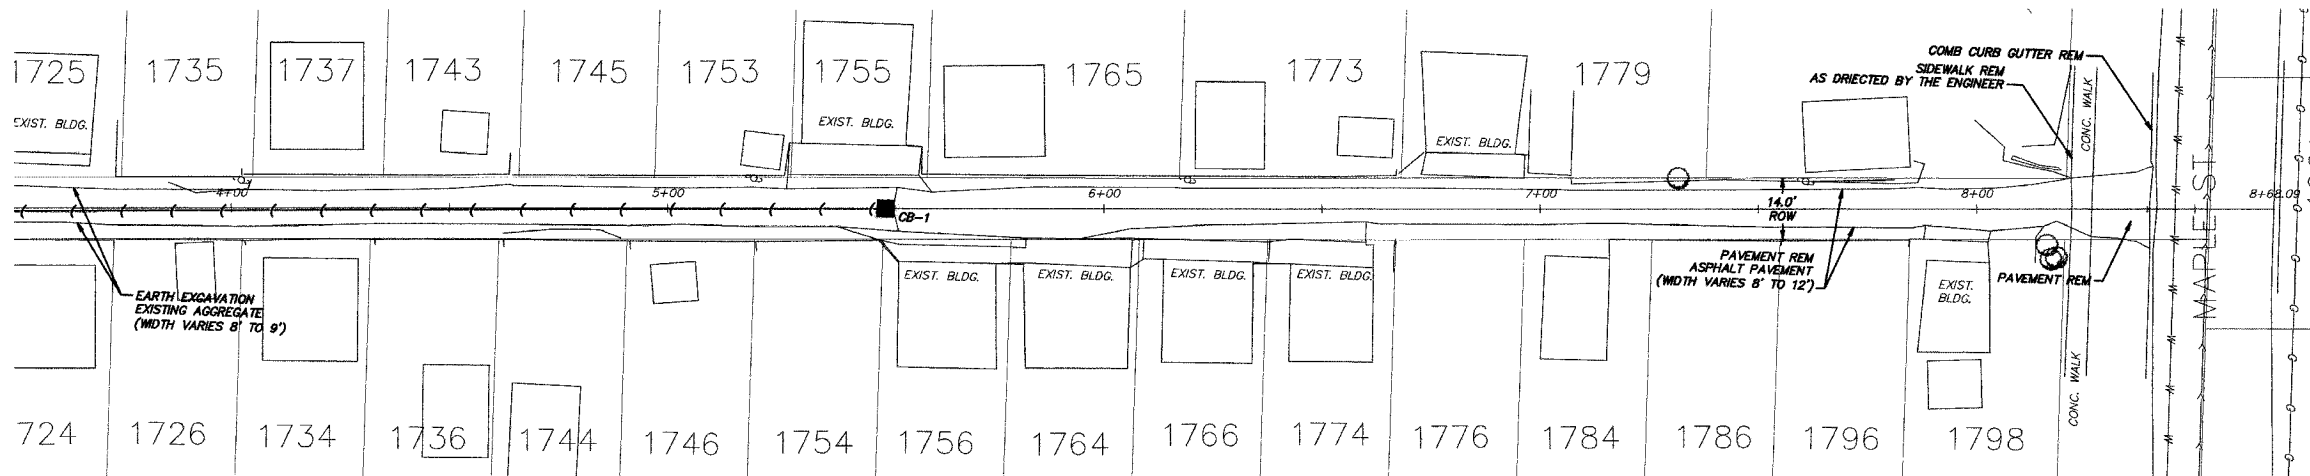 1725
1735
1737
1743
1745
1753
1755
1765
1773
1779
COMB CURB GUTTER REM
SIDEWALK REM
AS DRIECTED BY THE ENGINEER
CONC. WALK
EXIST. BLDG.
EXIST. BLDG.
EXIST. BLDG.
4+00
5+00
6+00
7+00
8+00
8+68.09
CB-1
14.0'
ROW
MAPLE ST
EARTH EXCAVATION
EXISTING AGGREGATE
(WIDTH VARIES 8' TO 9')
EXIST. BLDG.
EXIST. BLDG.
EXIST. BLDG.
EXIST. BLDG.
PAVEMENT REM
ASPHALT PAVEMENT
(WIDTH VARIES 8' TO 12')
EXIST.
BLDG.
PAVEMENT REM
CONC. WALK
724
1726
1734
1736
1744
1746
1754
1756
1764
1766
1774
1776
1784
1786
1796
1798